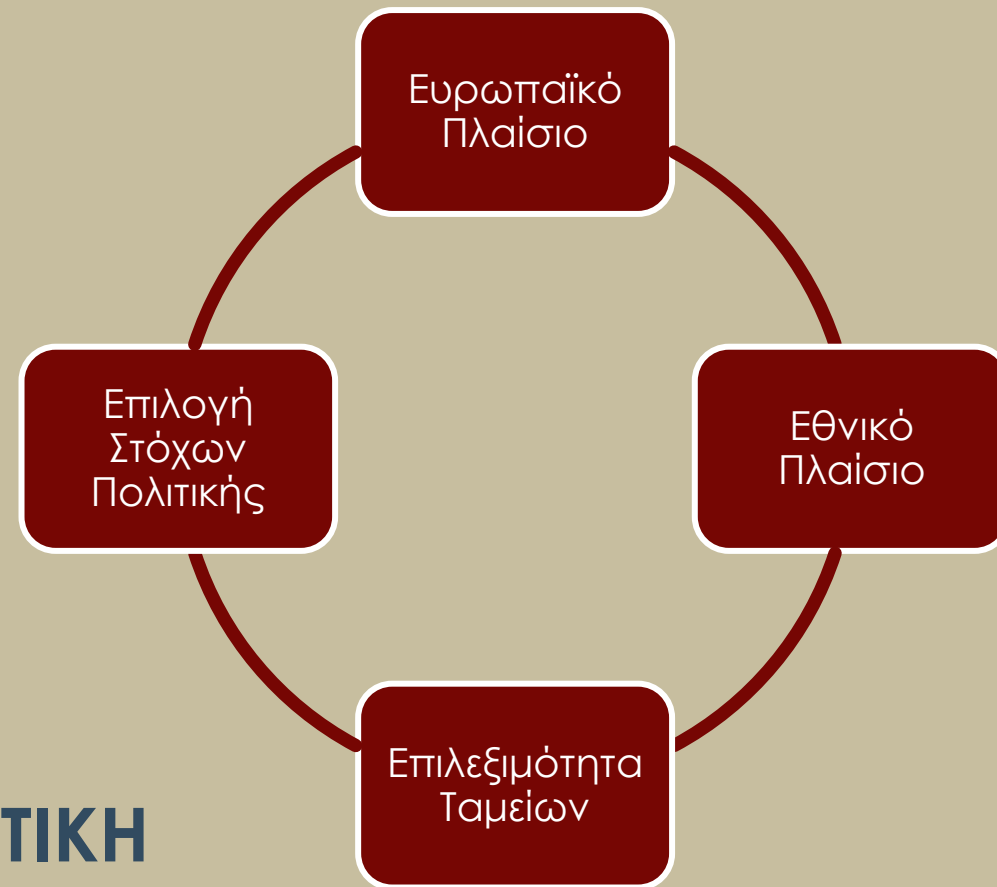 Ευρωπαϊκό
Πλαίσιο
Εθνικό
Πλαίσιο
Επιλεξιμότητα
Ταμείων
Επιλογή
Στόχων
Πολιτικής
ΤΙΚΗ